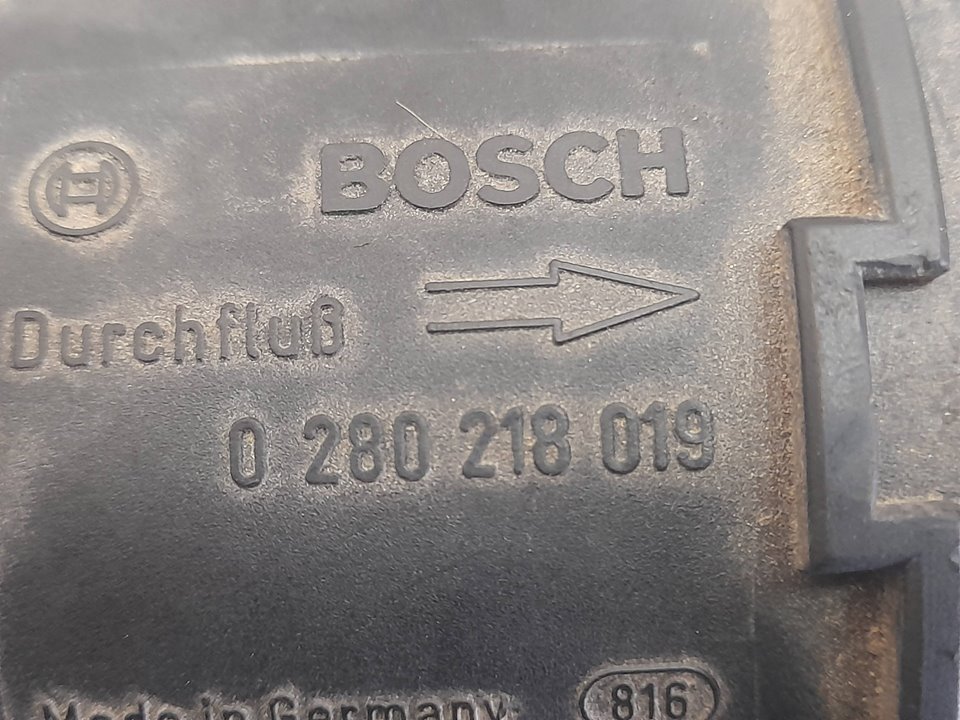 BOSCH
Durchfluß
0 280 218 019
Made in Germany
816